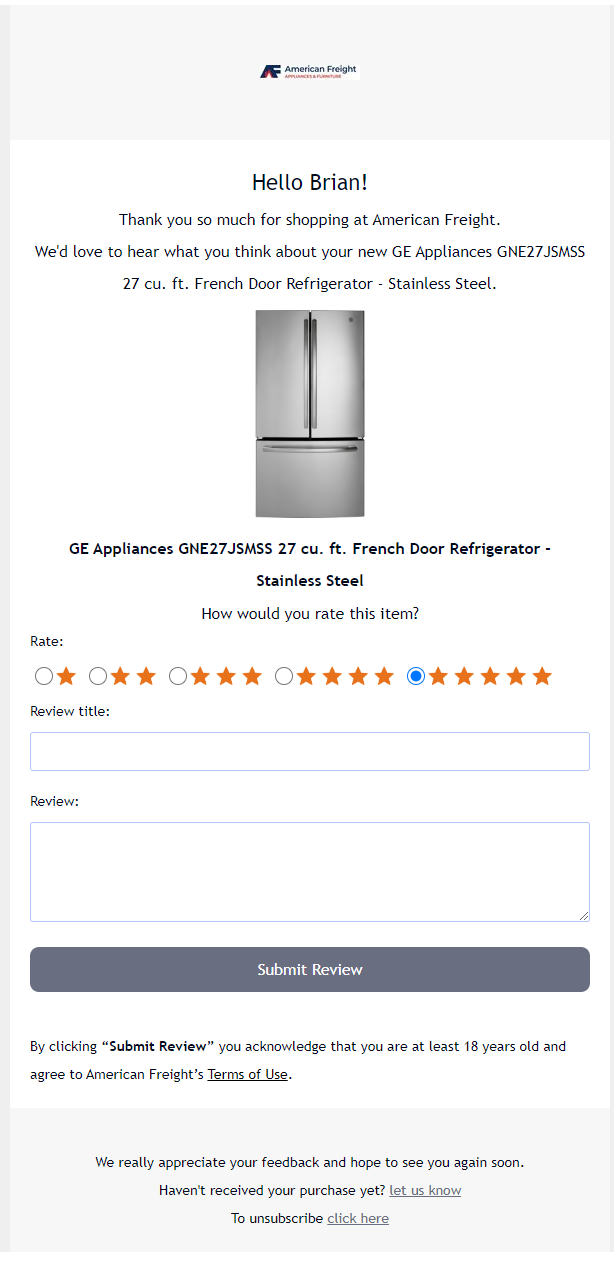 American Freight
APPLIANCES & FURNITURE
Hello Brian!
Thank you so much for shopping at American Freight.
We'd love to hear what you think about your new GE Appliances GNE27JSMSS
27 cu. ft. French Door Refrigerator - Stainless Steel.
GE Appliances GNE27JSMSS 27 cu. ft. French Door Refrigerator -
Stainless Steel
How would you rate this item?
Rate:
Review title:
Review:
Submit Review
By clicking “Submit Review” you acknowledge that you are at least 18 years old and
agree to American Freight’s Terms of Use.
We really appreciate your feedback and hope to see you again soon.
Haven't received your purchase yet? let us know
To unsubscribe click here